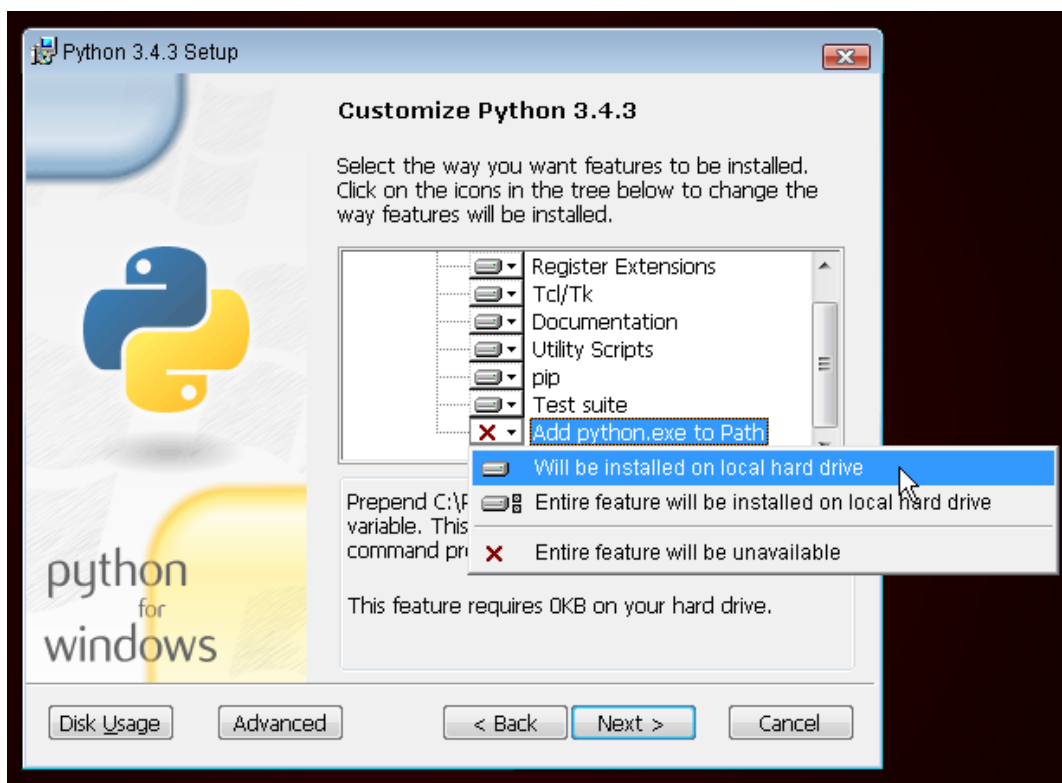 Python 3.4.3 Setup
Customize Python 3.4.3
Select the way you want features to be installed.
Click on the icons in the tree below to change the
way features will be installed.
Register Extensions
Tcl/Tk
Documentation
Utility Scripts
pip
Test suite
Add python.exe to Path
Will be installed on local hard drive
Entire feature will be installed on local hard drive
Entire feature will be unavailable
Prepend C:\
variable. This
command
This feature requires 0KB on your hard drive.
python
for
windows
Disk Usage
Advanced
< Back
Next >
Cancel